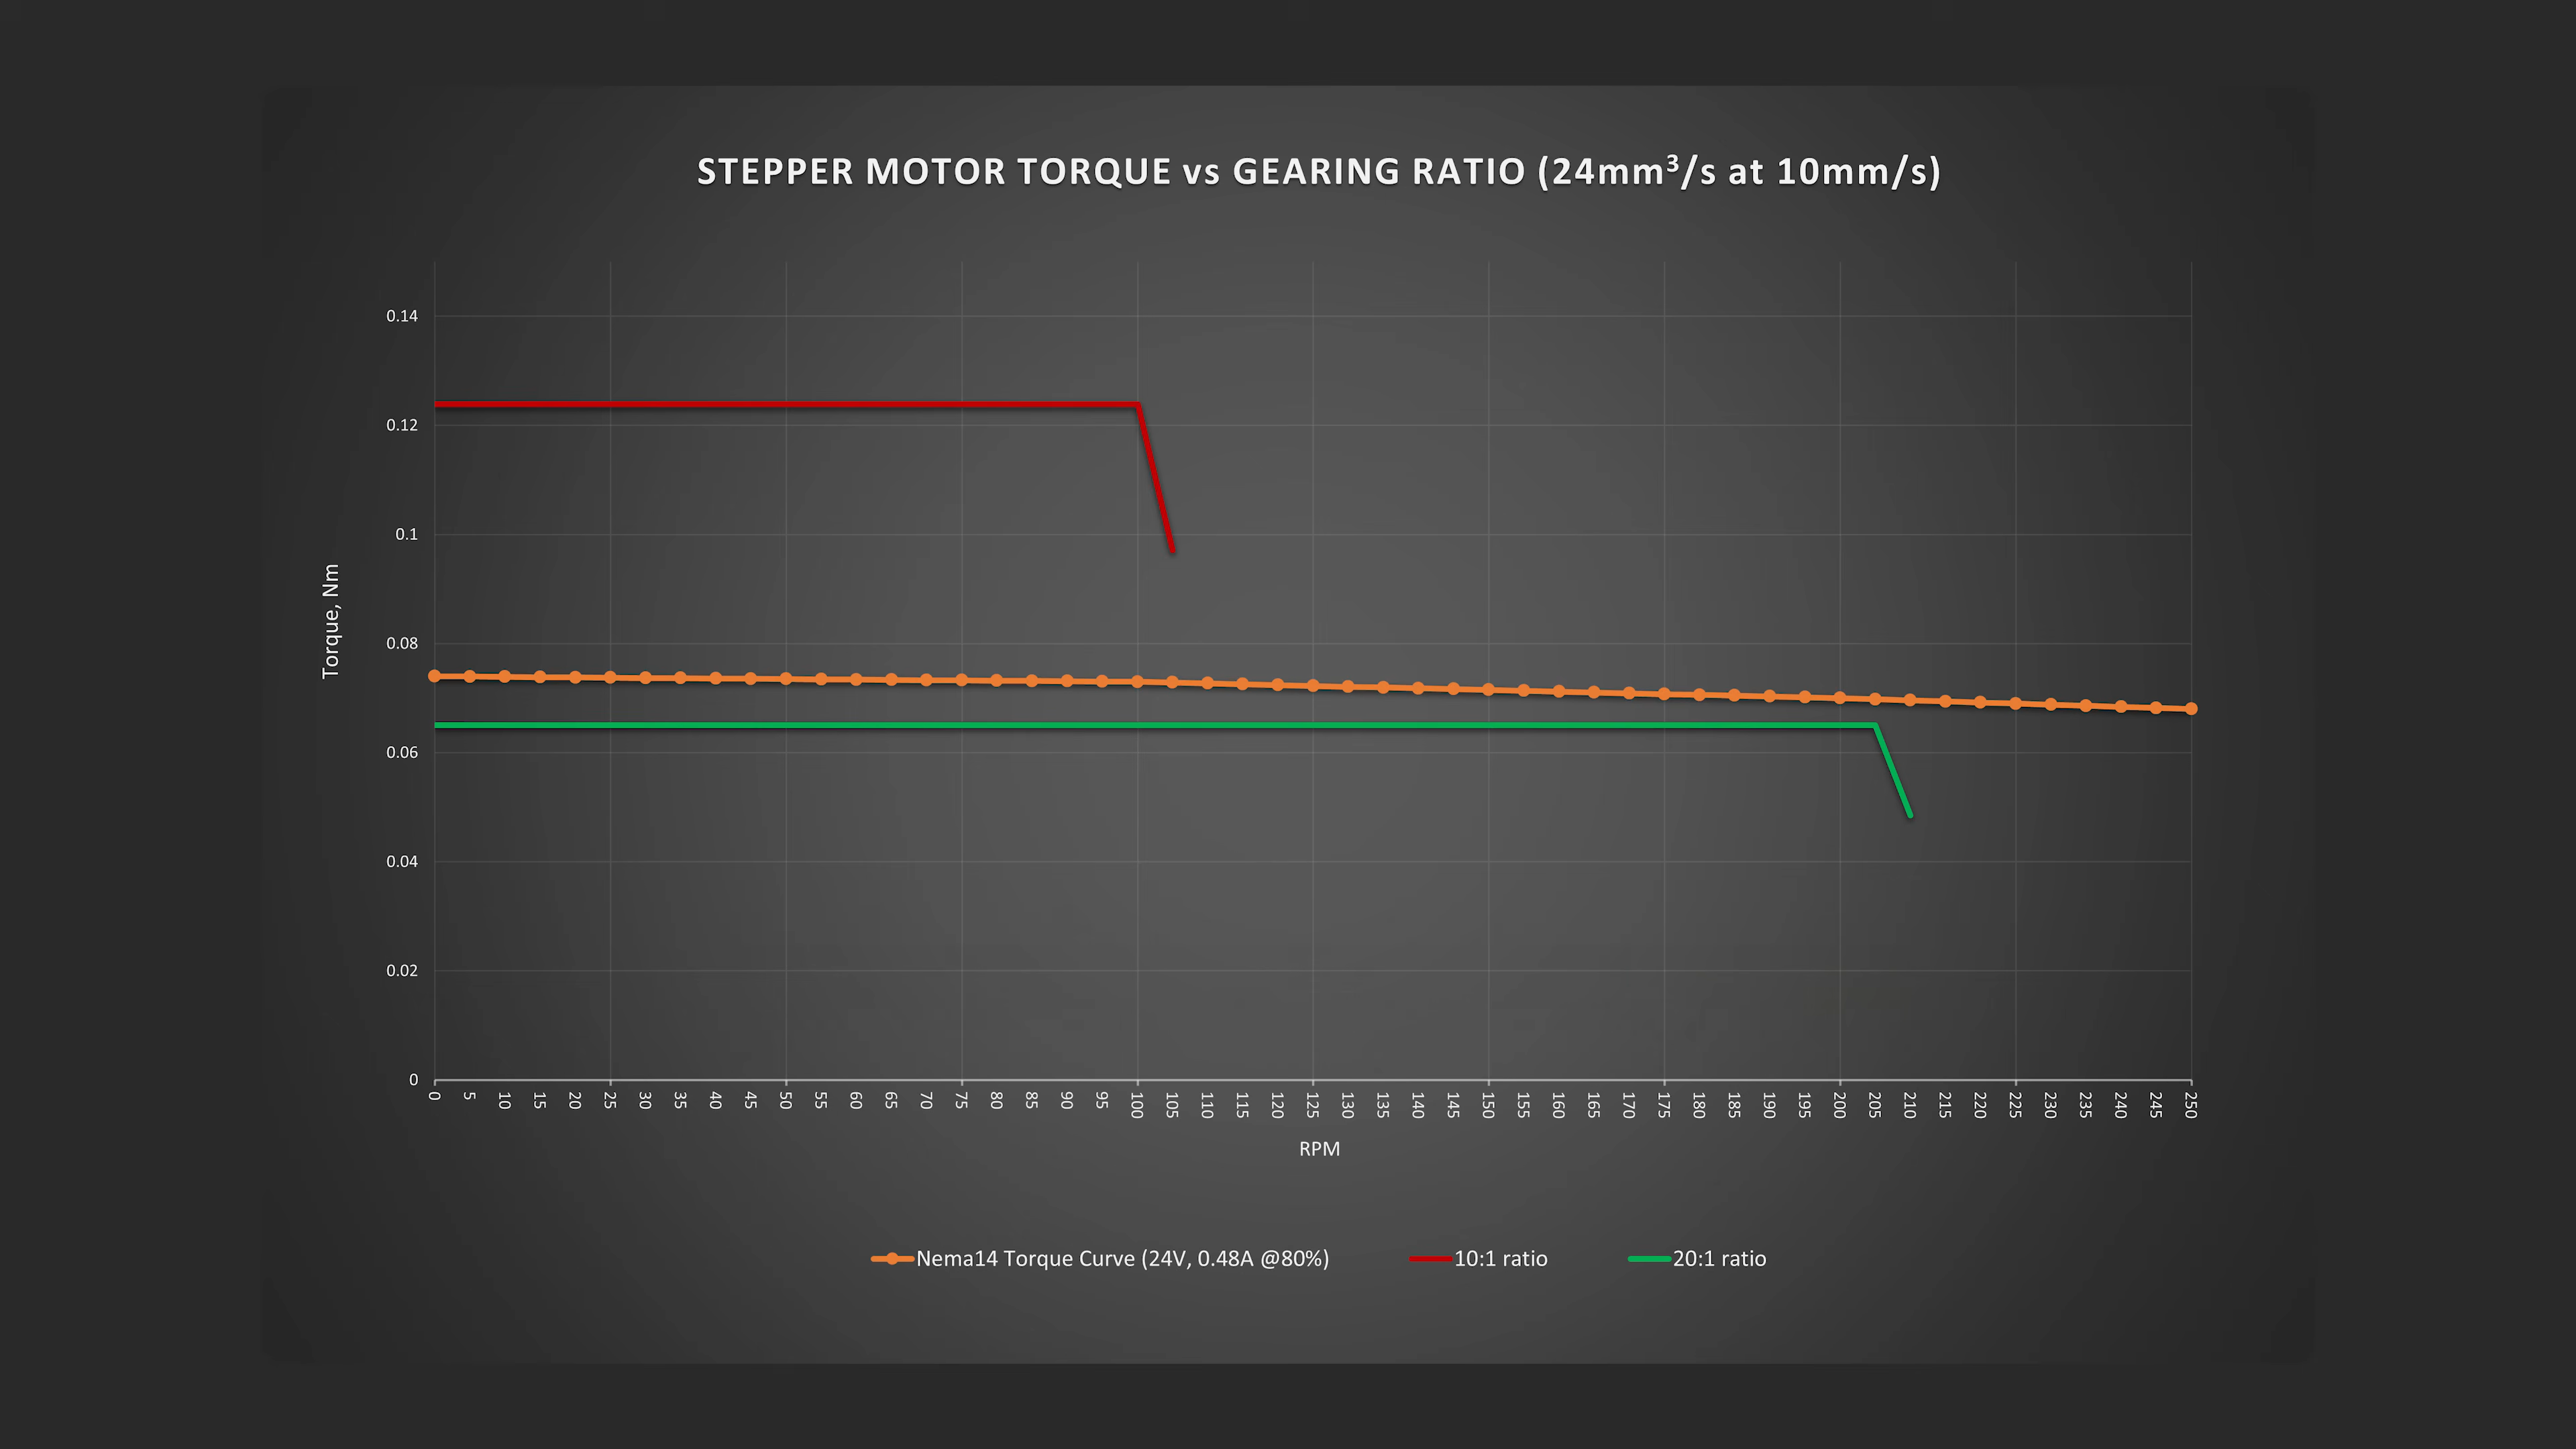 STEPPER MOTOR TORQUE vs GEARING RATIO (24mm³/s at 10mm/s)
Torque, Nm
0.14
0.12
0.1
0.08
0.06
0.04
0.02
0
0 5 10 15 20 25 30 35 40 45 50 55 60 65 70 75 80 85 90 95 100 105 110 115 120 125 130 135 140 145 150 155 160 165 170 175 180 185 190 195 200 205 210 215 220 225 230 235 240 245 250
RPM
Nema14 Torque Curve (24V, 0.48A @80%) 10:1 ratio 20:1 ratio